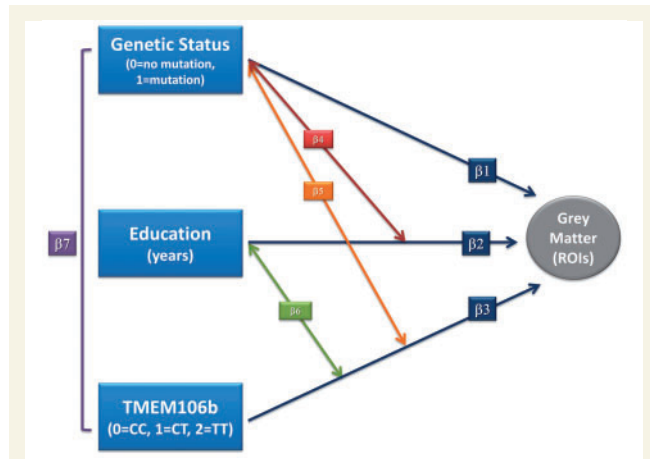 Genetic Status
(0=no mutation,
1=mutation)
β4
β1
β5
β7
Education
(years)
β2
Grey
Matter
(ROIs)
β6
β3
TMEM106b
(0=CC, 1=CT, 2=TT)